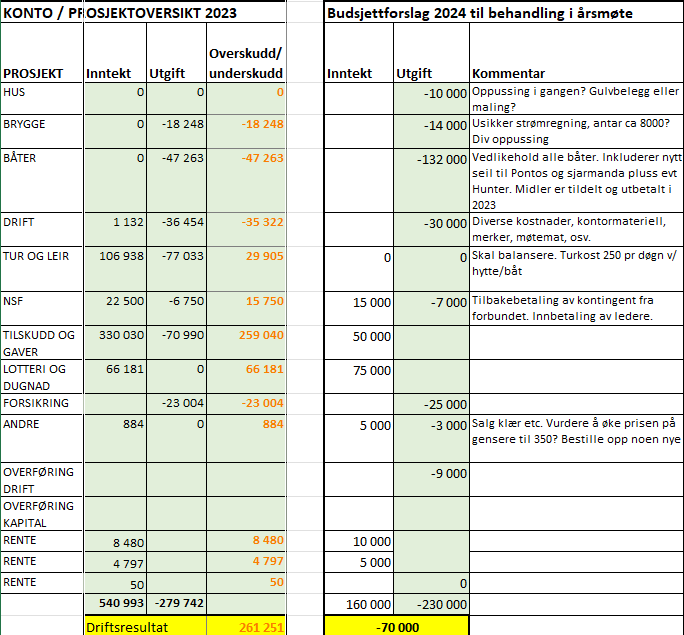 KONTO / PROSJEKTOVERSIKT 2023 Budsjettforslag 2024 til behandling i årsmøte
Overskudd/
PROSJEKT Inntekt Utgift underskudd Inntekt Utgift Kommentar
HUS 0 0 0 -10 000 Oppussing i gangen? Gulvbelegg eller
maling?
BRYGGE 0 -18 248 -18 248 -14 000 Usikker strømregning, antar ca 8000?
Div oppussing
BÅTER 0 -47 263 -47 263 -132 000 Vedlikehold alle båter. Inkluderer nytt
seil til Pontos og sjarmanda pluss evt
Hunter. Midler er tildelt og utbetalt i
2023
DRIFT 1 132 -36 454 -35 322 -30 000 Diverse kostnader, kontormateriell,
merker, møtemat, osv.
TUR OG LEIR 106 938 -77 033 29 905 0 0 Skal balansere. Turkost 250 pr døgn v/
hytte/båt
NSF 22 500 -6 750 15 750 15 000 -7 000 Tilbakebetaling av kontingent fra
forbundet. Innbetaling av ledere.
TILSKUDD OG 330 030 -70 990 259 040 50 000
GAVER
LOTTERI OG 66 181 0 66 181 75 000
DUGNAD
FORSIKRING -23 004 -23 004 -25 000
ANDRE 884 0 884 5 000 -3 000 Salg klær etc. Vurdere å øke prisen på
gensere til 350? Bestille opp noen nye
OVERFØRING -9 000
DRIFT
OVERFØRING
KAPITAL
RENTE 8 480 8 480 10 000
RENTE 4 797 4 797 5 000
RENTE 50 50 0
540 993 -279 742 160 000 -230 000
Driftsresultat 261 251 -70 000